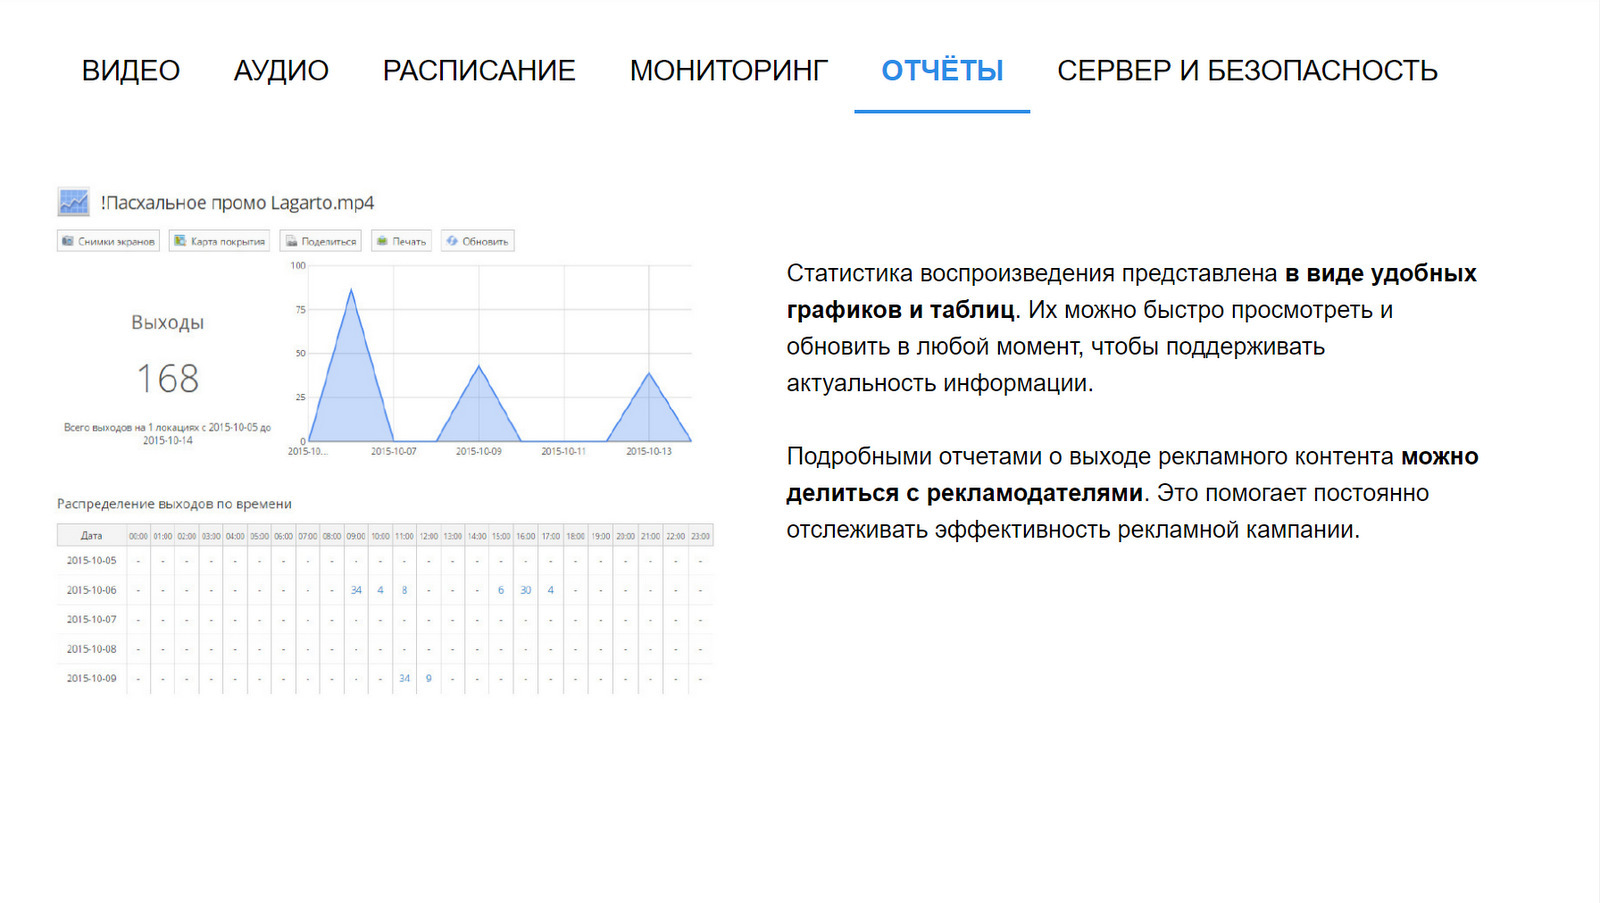 ВИДЕО АУДИО РАСПИСАНИЕ МОНИТОРИНГ ОТЧЁТЫ СЕРВЕР И БЕЗОПАСНОСТЬ
!Пасхальное промо Lagarto.mp4
Снимки экранов Карта покрытия Поделиться Печать Обновить
Выходы
168
Всего выходов на 1 локациях с 2015-10-05 до
2015-10-14
100
75
50
25
0
2015-10... 2015-10-07 2015-10-09 2015-10-11 2015-10-13
Распределение выходов по времени
Дата 00:00 01:00 02:00 03:00 04:00 05:00 06:00 07:00 08:00 09:00 10:00 11:00 12:00 13:00 14:00 15:00 16:00 17:00 18:00 19:00 20:00 21:00 22:00 23:00
2015-10-05 - - - - - - - - - - - - - - - - - - - - - - - -
2015-10-06 - - - - - - - - - 34 4 8 - - - 6 30 4 - - - - - -
2015-10-07 - - - - - - - - - - - - - - - - - - - - - - - -
2015-10-08 - - - - - - - - - - - - - - - - - - - - - - - -
2015-10-09 - - - - - - - - - - - 34 9 - - - - - - - - - - -
Статистика воспроизведения представлена в виде удобных
графиков и таблиц. Их можно быстро просмотреть и
обновить в любой момент, чтобы поддерживать
актуальность информации.
Подробными отчетами о выходе рекламного контента можно
делиться с рекламодателями. Это помогает постоянно
отслеживать эффективность рекламной кампании.